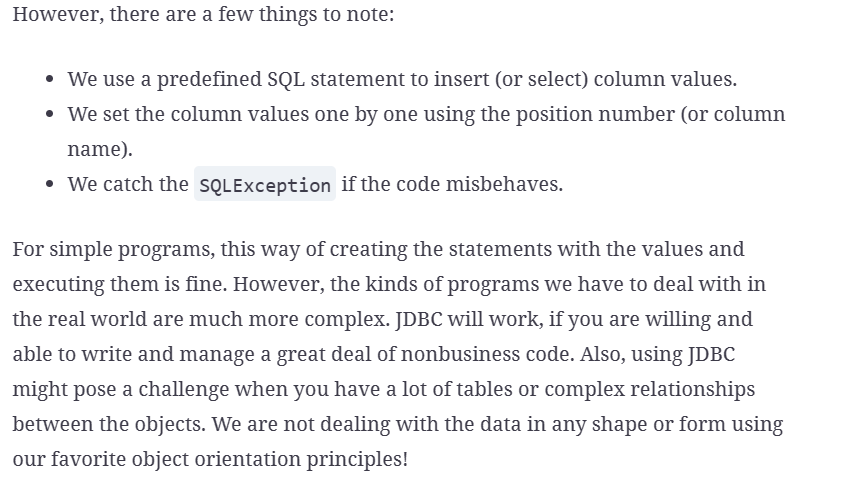 However, there are a few things to note:
• We use a predefined SQL statement to insert (or select) column values.
• We set the column values one by one using the position number (or column
name).
• We catch the SQLException if the code misbehaves.
For simple programs, this way of creating the statements with the values and
executing them is fine. However, the kinds of programs we have to deal with in
the real world are much more complex. JDBC will work, if you are willing and
able to write and manage a great deal of nonbusiness code. Also, using JDBC
might pose a challenge when you have a lot of tables or complex relationships
between the objects. We are not dealing with the data in any shape or form using
our favorite object orientation principles!